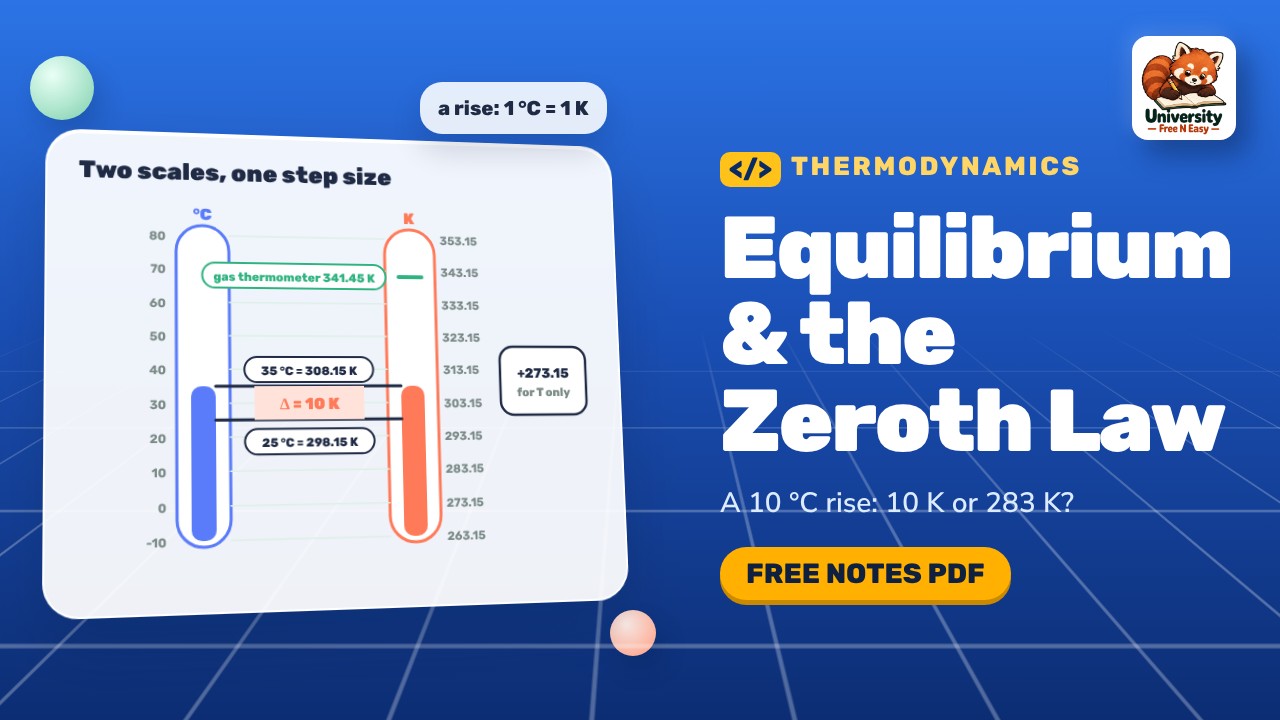 a rise: 1 °C = 1 K
Two scales, one step size
°C
K
80
70
60
50
40
30
20
10
0
-10
353.15
343.15
333.15
323.15
313.15
303.15
293.15
283.15
273.15
263.15
gas thermometer 341.45 K
35 °C = 308.15 K
Δ = 10 K
25 °C = 298.15 K
+273.15
for T only
University
Free N Easy
</> THERMODYNAMICS
Equilibrium
& the
Zeroth Law
A 10 °C rise: 10 K or 283 K?
FREE NOTES PDF